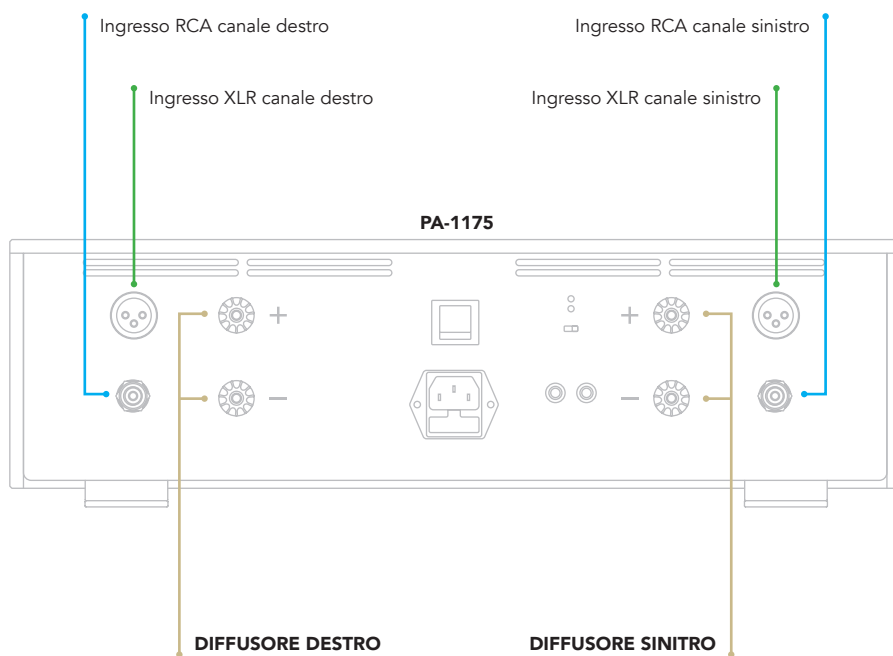 Ingresso RCA canale destro
Ingresso RCA canale sinistro
Ingresso XLR canale destro
Ingresso XLR canale sinistro
PA-1175
+
+
−
−
DIFFUSORE DESTRO
DIFFUSORE SINITRO